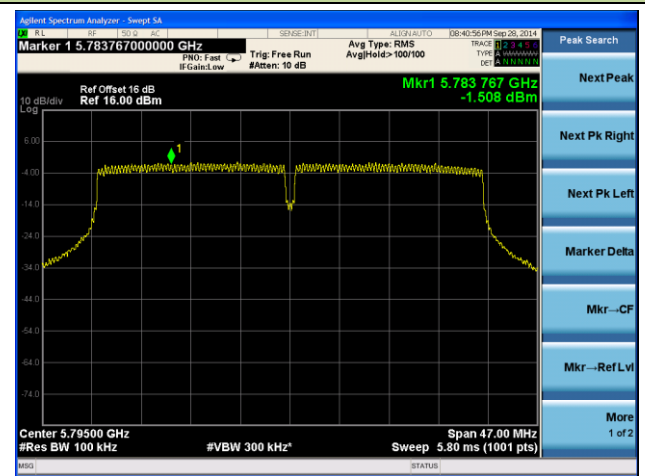 Agilent Spectrum Analyzer - Swept SA
LXI RL RF 50 Ω AC SENSE:INT ALIGN AUTO 08:40:56 PM Sep 28, 2014
Marker 1 5.783767000000 GHz
PNO: Fast
IFGain:Low
Trig: Free Run
#Atten: 10 dB
Avg Type: RMS
Avg|Hold:>100/100
TRACE 1 2 3 4 5 6
TYPE A WWWWW
DET A N N N N N
Peak Search
Ref Offset 16 dB
10 dB/div Ref 16.00 dBm
Log
Mkr1 5.783 767 GHz
-1.508 dBm
1
6.00
-4.00
-14.0
-24.0
-34.0
-44.0
-54.0
-64.0
-74.0
Center 5.79500 GHz Span 47.00 MHz
#Res BW 100 kHz #VBW 300 kHz* Sweep 5.80 ms (1001 pts)
MSG STATUS
Next Peak
Next Pk Right
Next Pk Left
Marker Delta
Mkr→CF
Mkr→Ref Lvl
More
1 of 2